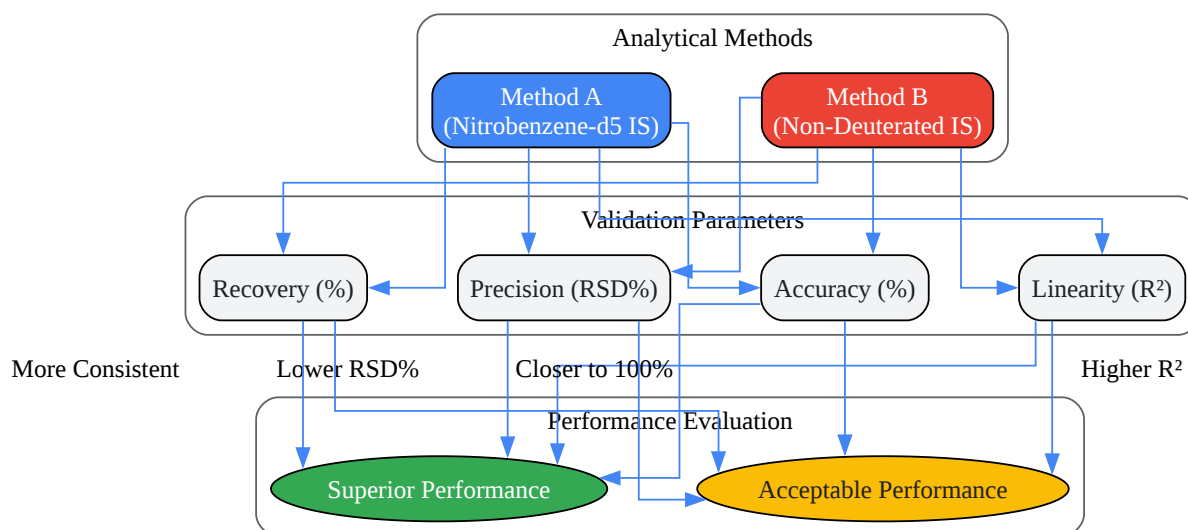 Analytical Methods
Method A
(Nitrobenzene-d5 IS)
Method B
(Non-Deuterated IS)
Validation Parameters
Recovery (%)
Precision (RSD%)
Accuracy (%)
Linearity (R²)
More Consistent
Lower RSD%
Closer to 100%
Higher R²
Performance Evaluation
Superior Performance
Acceptable Performance